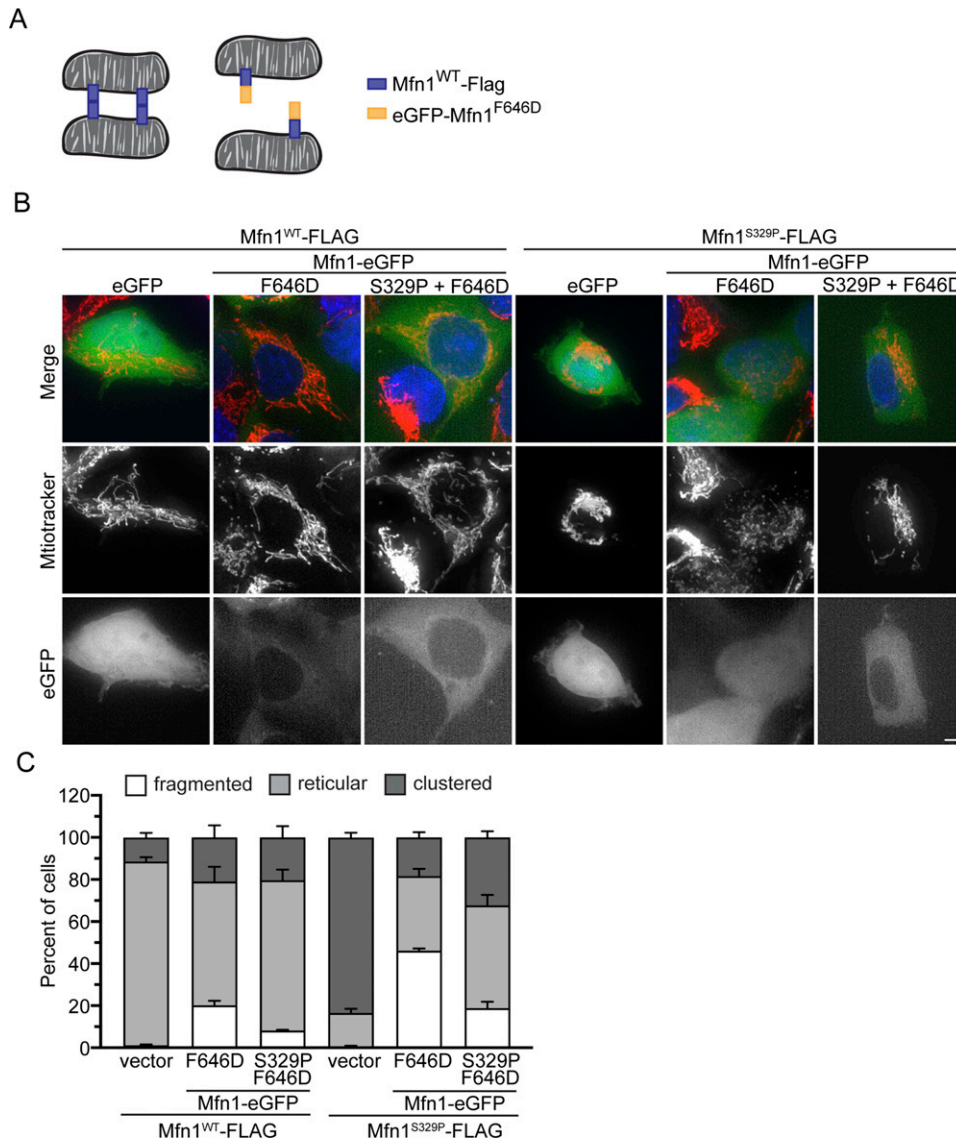 A
Mfn1WT-Flag
eGFP-Mfn1F646D
B
Mfn1WT-FLAG Mfn1S329P-FLAG
Mfn1-eGFP Mfn1-eGFP
eGFP F646D S329P + F646D eGFP F646D S329P + F646D
Merge
Mtiotracker
eGFP
C
fragmented reticular clustered
120
100
80
60
40
20
0
Percent of cells
vector F646D S329P vector F646D S329P
F646D F646D
Mfn1-eGFP Mfn1-eGFP
Mfn1WT-FLAG Mfn1S329P-FLAG